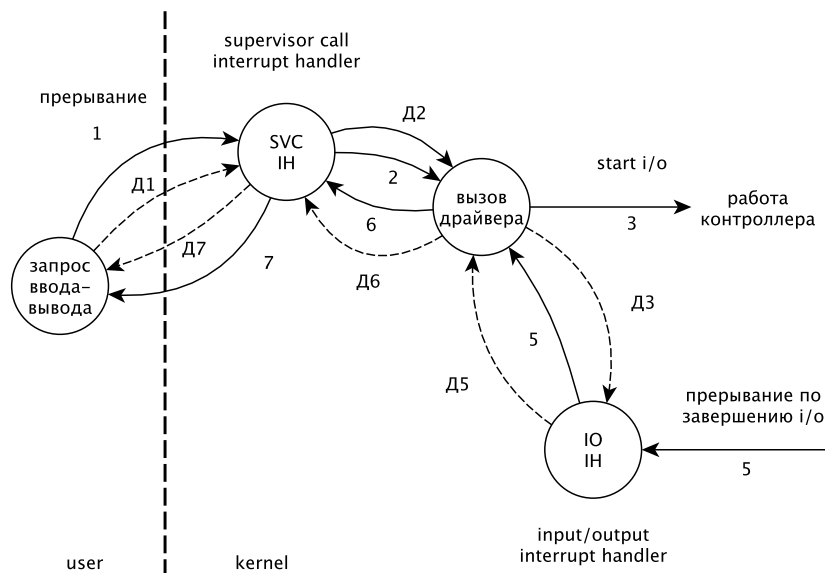 supervisor call
interrupt handler
прерывание
1
SVC
IH
Д2
2
start i/o
3
работа
контроллера
вызов
драйвера
Д1
6
Д7
7
Д6
запрос
ввода-
вывода
Д3
5
Д5
прерывание по
завершению i/o
5
IO
IH
input/output
interrupt handler
user
kernel